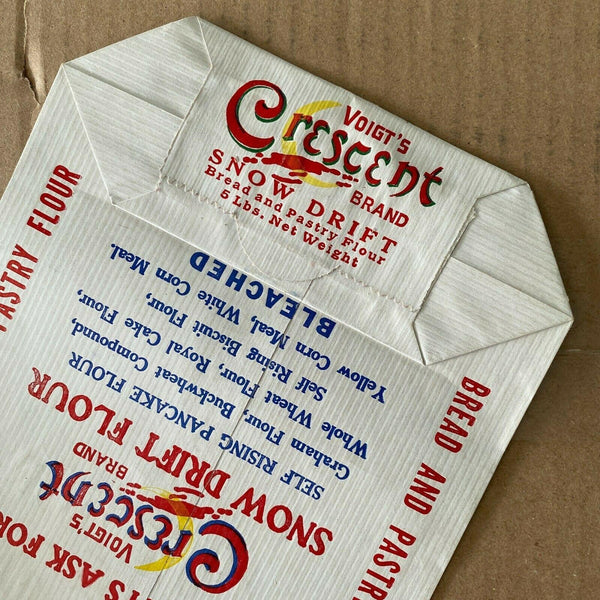 VOIGT'S
Crescent
BRAND
SNOW DRIFT
Bread and Pastry Flour
5 Lbs. Net Weight
PASTRY FLOUR
BREAD AND PASTR
S ASK FOR
VOIGT'S
Crescent
BRAND
SNOW DRIFT FLOUR
SELF RISING PANCAKE FLOUR
Graham Flour, Buckwheat Compound,
Whole Wheat Flour, Royal Cake Flour,
Self Rising Biscuit Flour,
Yellow Corn Meal, White Corn Meal.
BLEACHED